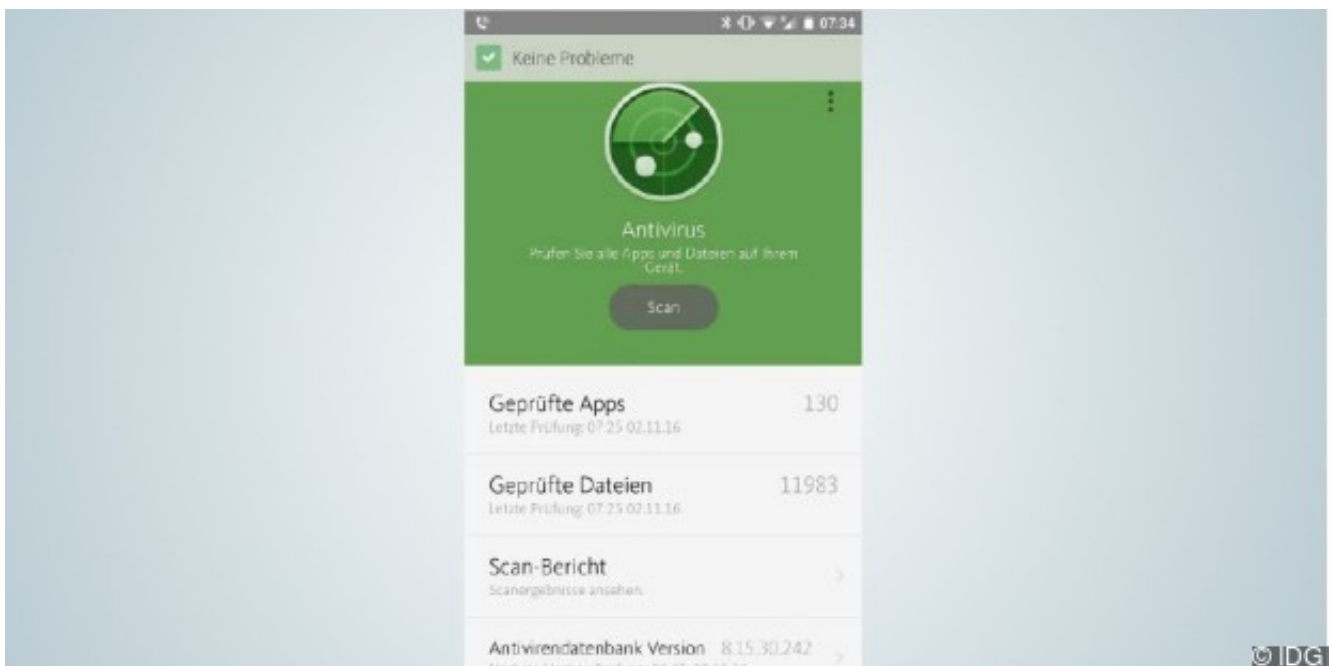 07:34
Keine Probleme
Antivirus
Prüfen Sie alle Apps und Dateien auf Ihrem
Gerät.
Scan
Geprüfte Apps 130
Letzte Prüfung: 07:25 02.11.16
Geprüfte Dateien 11983
Letzte Prüfung: 07:25 02.11.16
Scan-Bericht
Scanergebnisse ansehen.
Antivirendatenbank Version 8.15.30.242
© IDG